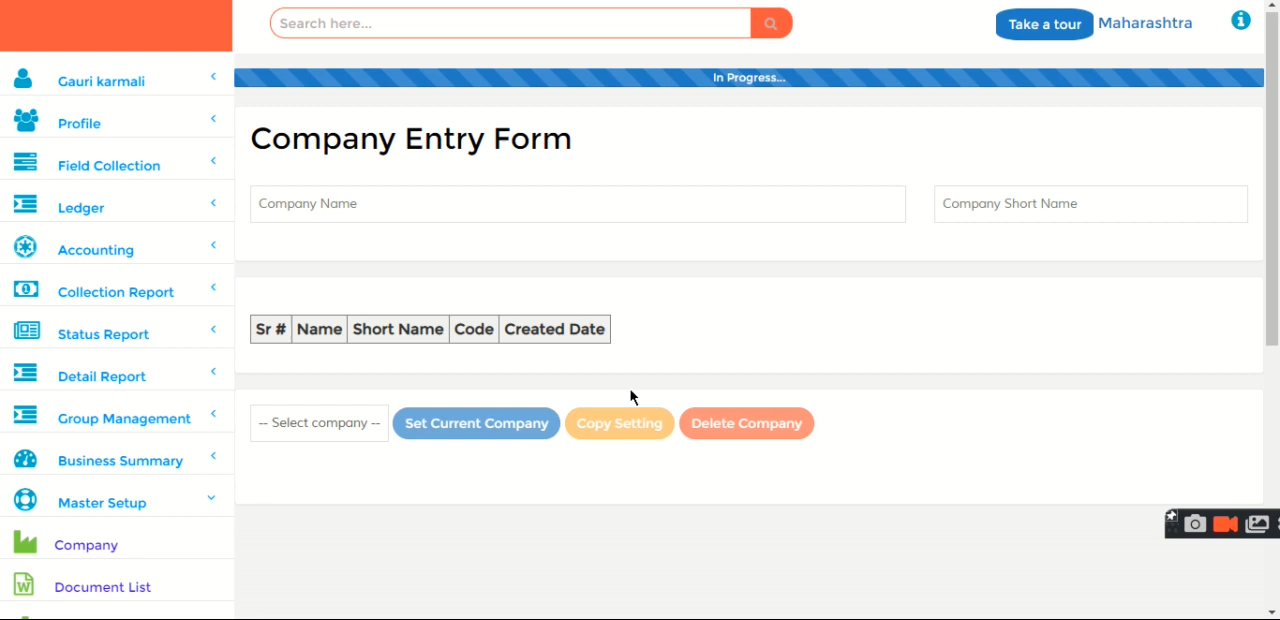 Search here...
Take a tour
Maharashtra
In Progress...
Gauri karmali
Profile
Field Collection
Ledger
Accounting
Collection Report
Status Report
Detail Report
Group Management
Business Summary
Master Setup
Company
Document List
Company Entry Form
Company Name
Company Short Name
Sr # Name Short Name Code Created Date
-- Select company -- Set Current Company Copy Setting Delete Company